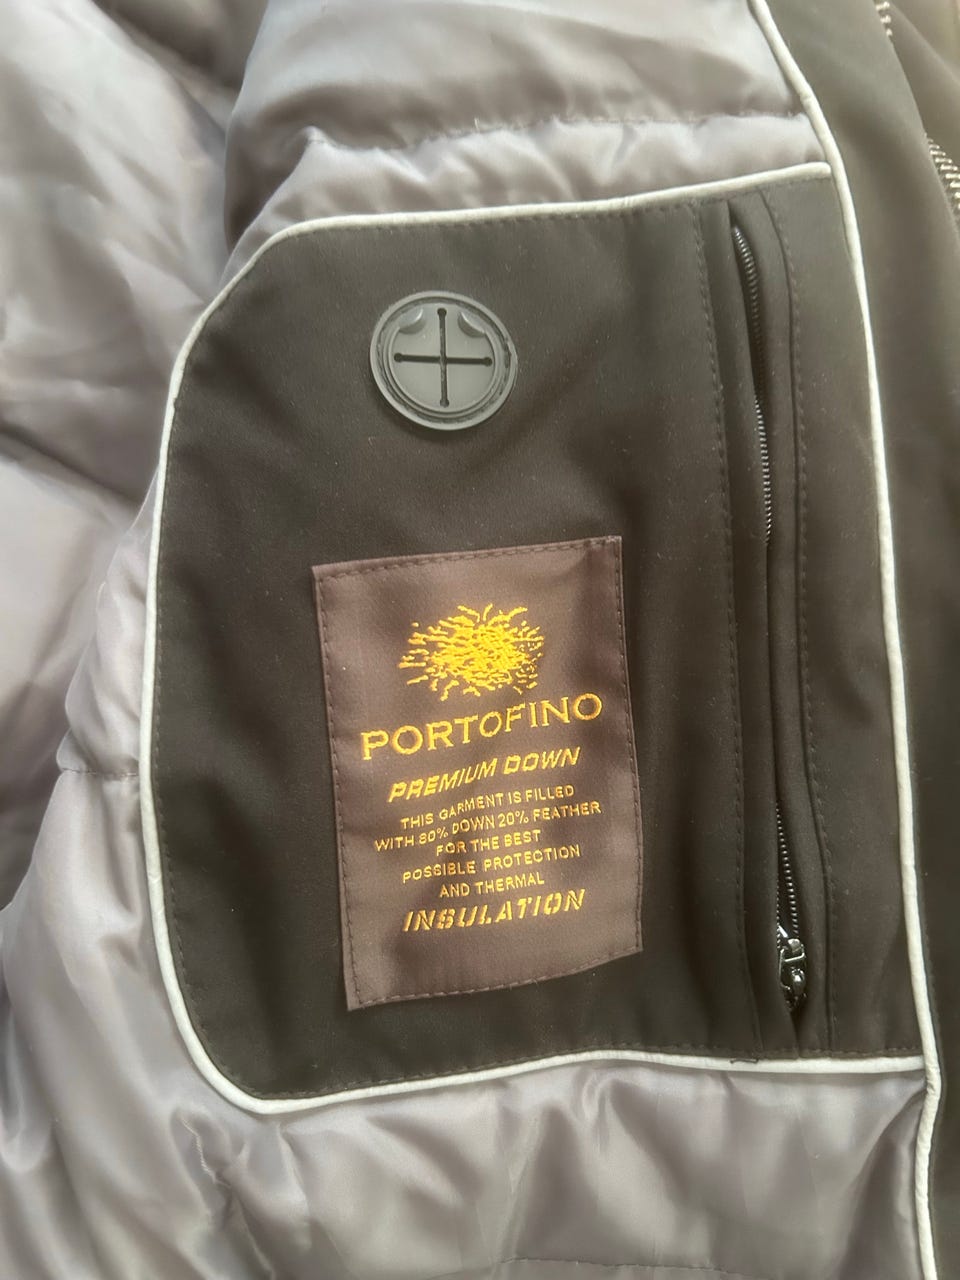 PORTOFINO
PREMIUM DOWN
THIS GARMENT IS FILLED
WITH 80% DOWN 20% FEATHER
FOR THE BEST
POSSIBLE PROTECTION
AND THERMAL
INSULATION